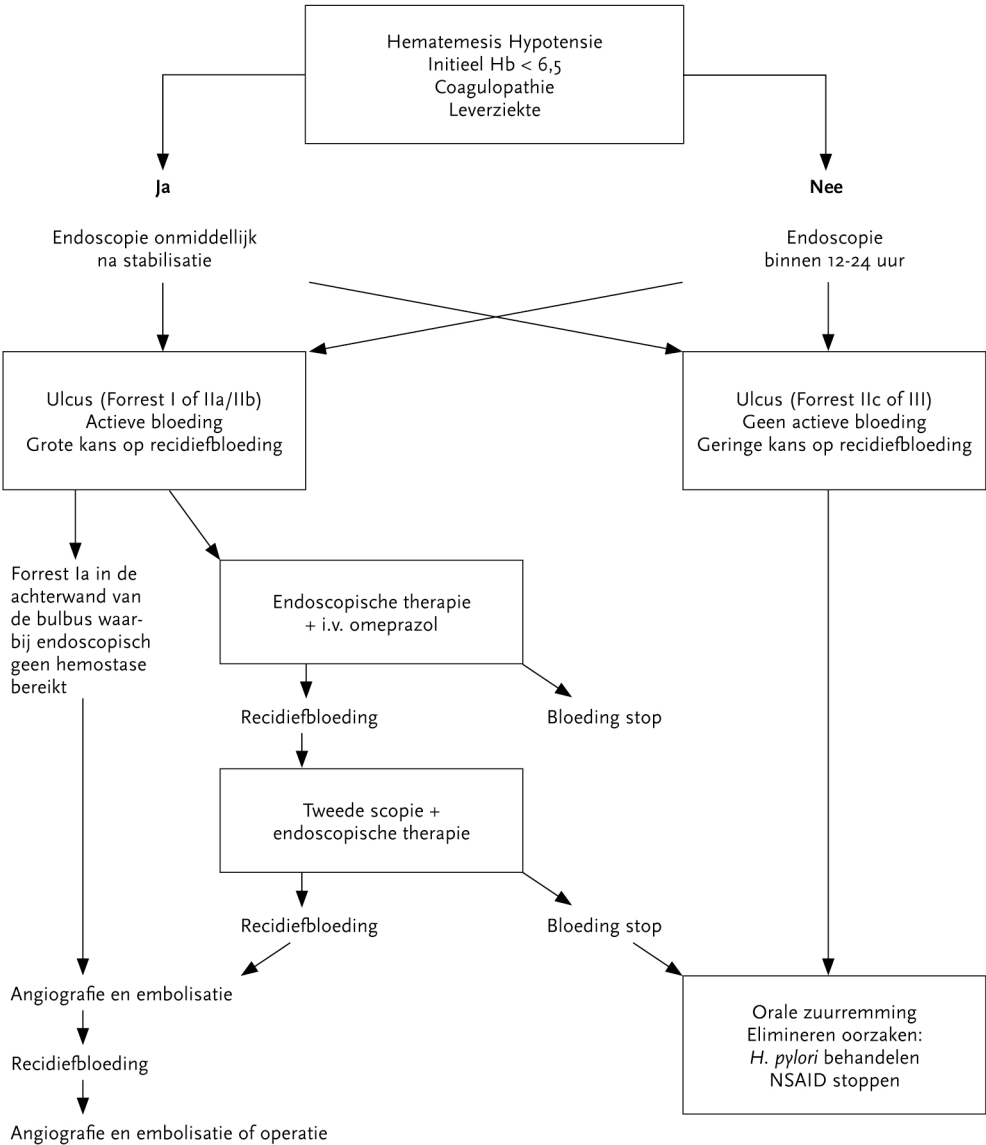 Hematemesis Hypotensie
Initieel Hb < 6,5
Coagulopathie
Leverziekte
Ja
Nee
Endoscopie onmiddellijk
na stabilisatie
Endoscopie
binnen 12-24 uur
Ulcus (Forrest I of IIa/IIb)
Actieve bloeding
Grote kans op recidiefbloeding
Ulcus (Forrest IIc of III)
Geen actieve bloeding
Geringe kans op recidiefbloeding
Forrest Ia in de
achterwand van
de bulbus waar-
bij endoscopisch
geen hemostase
bereikt
Endoscopische therapie
+ i.v. omeprazol
Recidiefbloeding
Bloeding stop
Tweede scopie +
endoscopische therapie
Recidiefbloeding
Bloeding stop
Angiografie en embolisatie
Recidiefbloeding
Angiografie en embolisatie of operatie
Orale zuurremming
Elimineren oorzaken:
H. pylori behandelen
NSAID stoppen